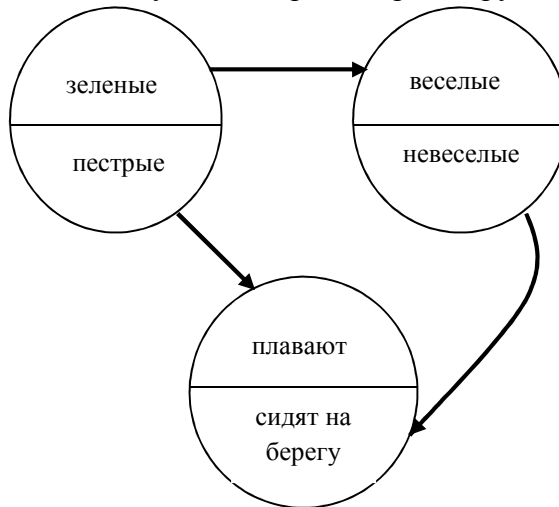 зеленые
веселые
пестрые
невеселые
плавают
сидят на
берегу